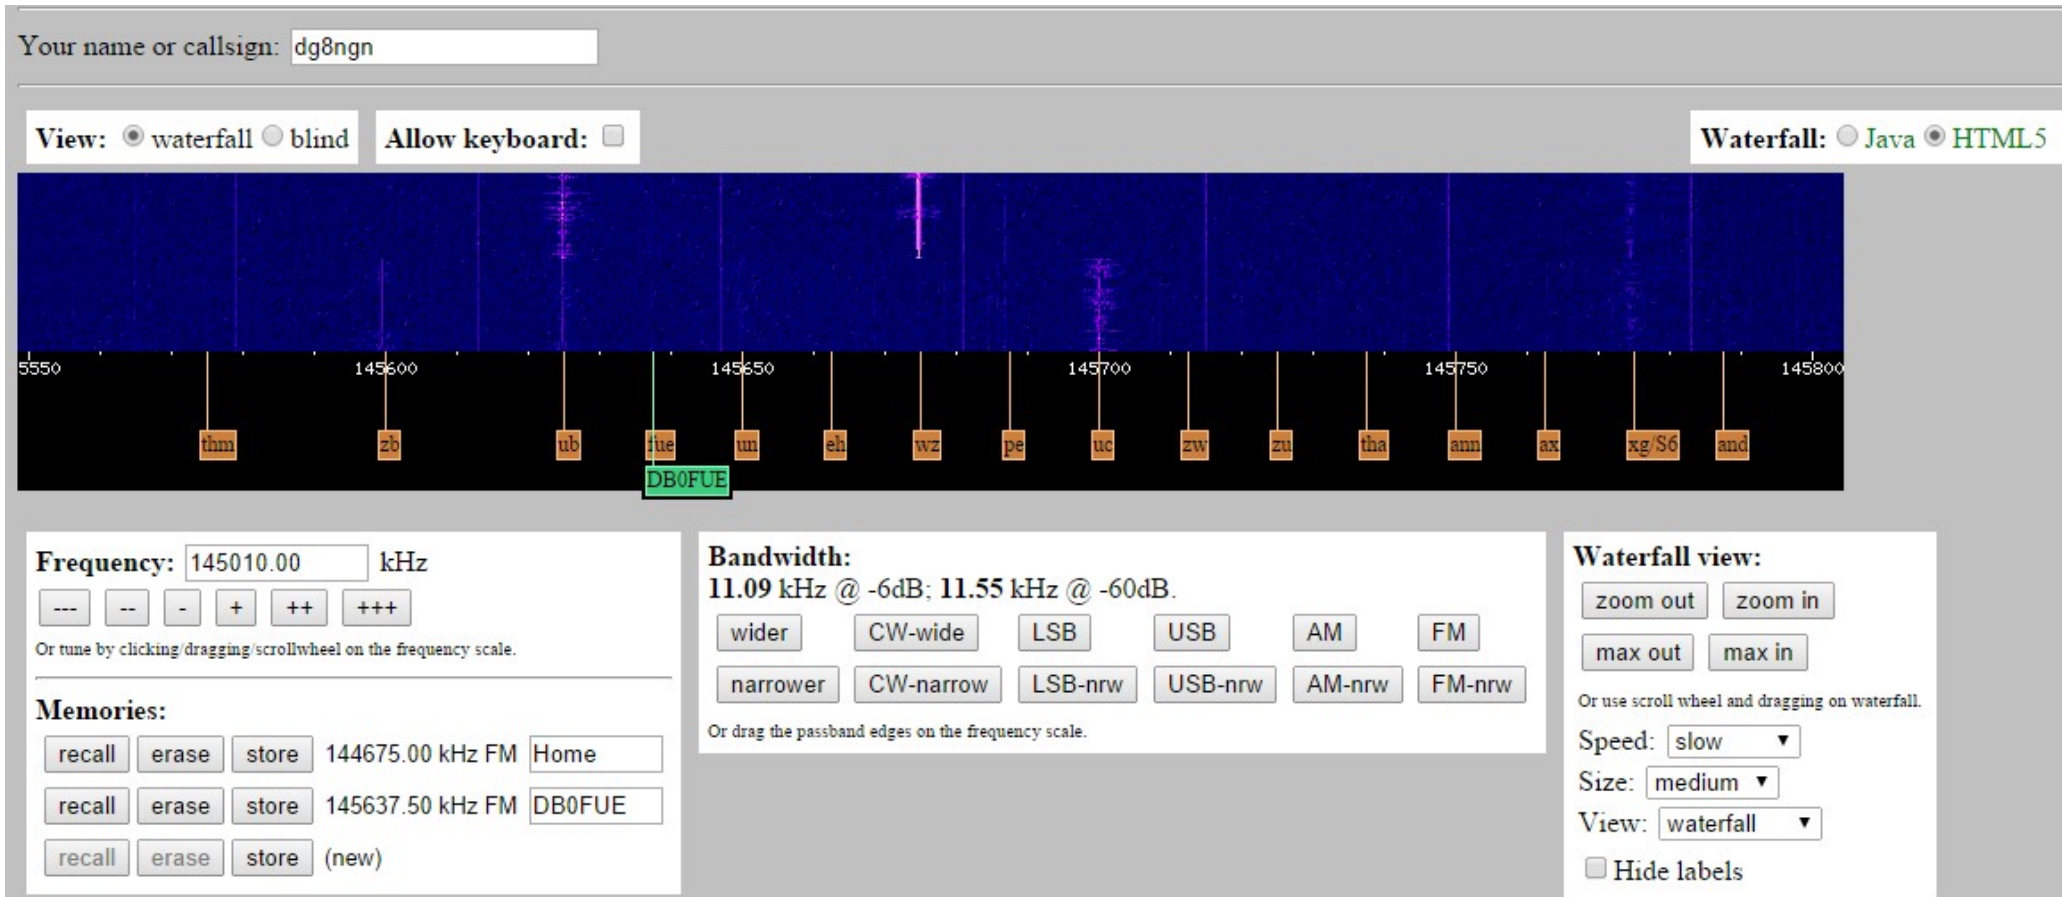 Your name or callsign: dg8ngn
View: waterfall blind Allow keyboard: Waterfall: Java HTML5
5550 145600 145650 145700 145750 145800
thm zb ub fue un eh wz pe uc zw zu tha ann ax xg/S6 and
DB0FUE
Frequency: 145010.00 kHz
--- -- - + ++ +++
Or tune by clicking/dragging/scrollwheel on the frequency scale.
Memories:
recall erase store 144675.00 kHz FM Home
recall erase store 145637.50 kHz FM DB0FUE
recall erase store (new)
Bandwidth:
11.09 kHz @ -6dB; 11.55 kHz @ -60dB.
wider CW-wide LSB USB AM FM
narrower CW-narrow LSB-nrw USB-nrw AM-nrw FM-nrw
Or drag the passband edges on the frequency scale.
Waterfall view:
zoom out zoom in
max out max in
Or use scroll wheel and dragging on waterfall.
Speed: slow
Size: medium
View: waterfall
Hide labels